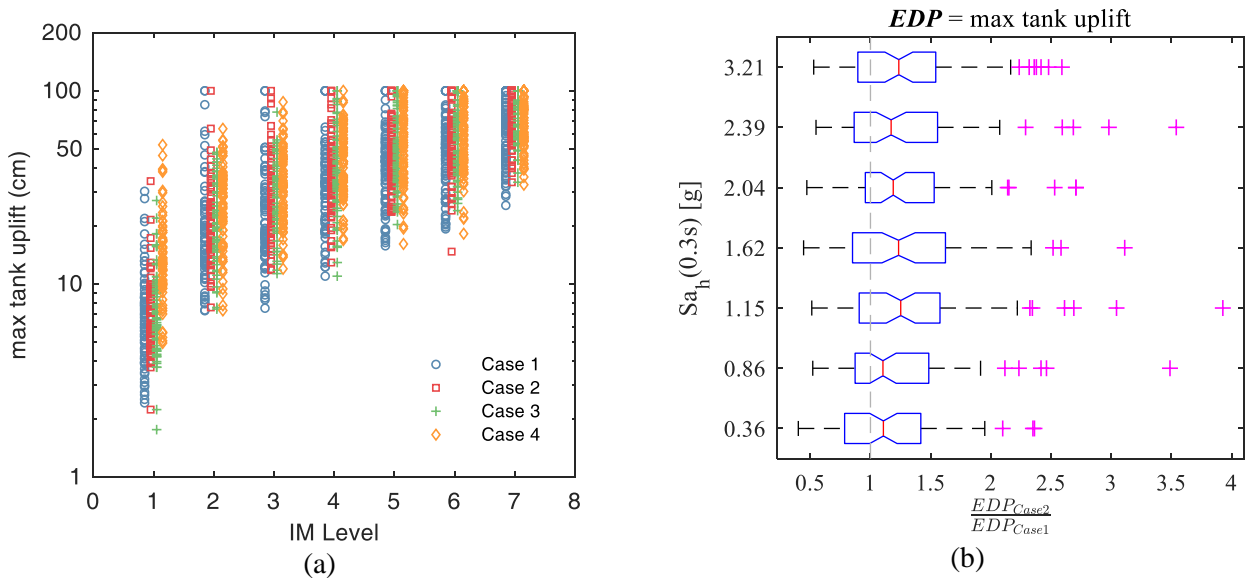 200
100
50
10
1
max tank uplift (cm)
0 1 2 3 4 5 6 7 8
IM Level
Case 1
Case 2
Case 3
Case 4
(a)
EDP = max tank uplift
3.21
2.39
2.04
1.62
1.15
0.86
0.36
Sa_h(0.3s) [g]
0.5 1 1.5 2 2.5 3 3.5 4
EDP_Case2
EDP_Case1
(b)